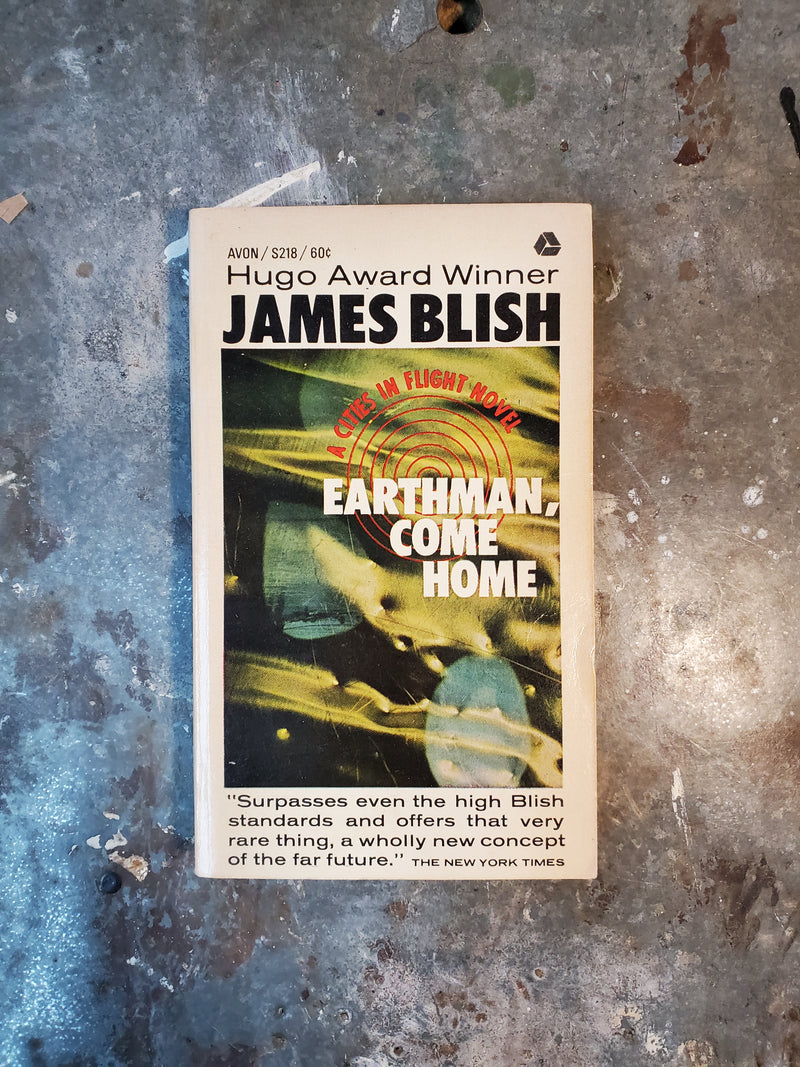 AVON / S218 / 60¢
Hugo Award Winner
JAMES BLISH
A CITIES IN FLIGHT NOVEL
EARTHMAN,
COME
HOME
"Surpasses even the high Blish
standards and offers that very
rare thing, a wholly new concept
of the far future." THE NEW YORK TIMES